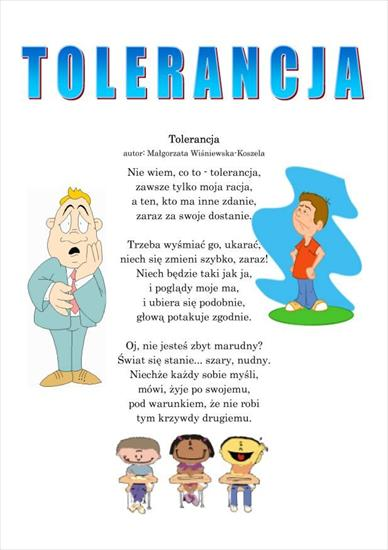 TOLERANCJA
Tolerancja
autor: Małgorzata Wiśniewska-Koszela
Nie wiem, co to - tolerancja,
zawsze tylko moja racja,
a ten, kto ma inne zdanie,
zaraz za swoje dostanie.
Trzeba wyśmiać go, ukarać,
niech się zmieni szybko, zaraz!
Niech będzie taki jak ja,
i poglądy moje ma,
i ubiera się podobnie,
głową potakuje zgodnie.
Oj, nie jesteś zbyt marudny?
Świat się stanie... szary, nudny.
Niechże każdy sobie myśli,
mówi, żyje po swojemu,
pod warunkiem, że nie robi
tym krzywdy drugiemu.